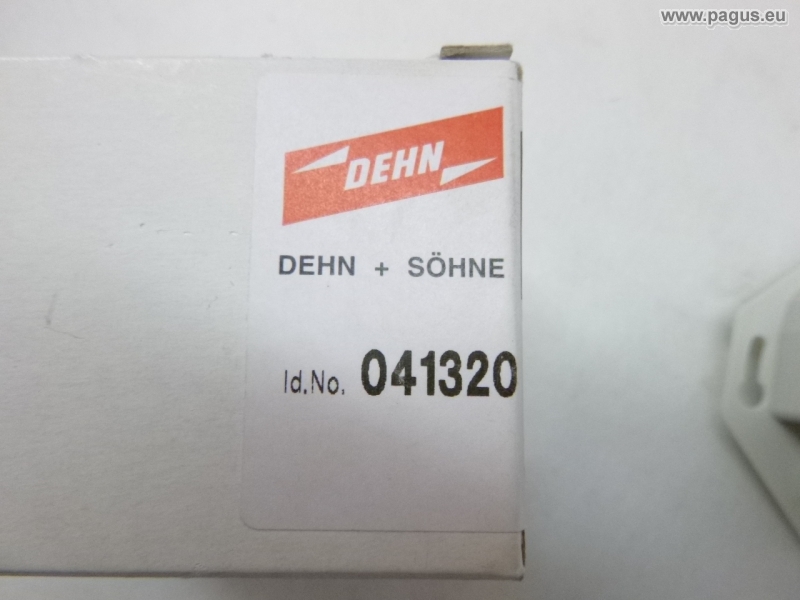 www.pagus.eu
DEHN
DEHN + SÖHNE
Id.No. 041320